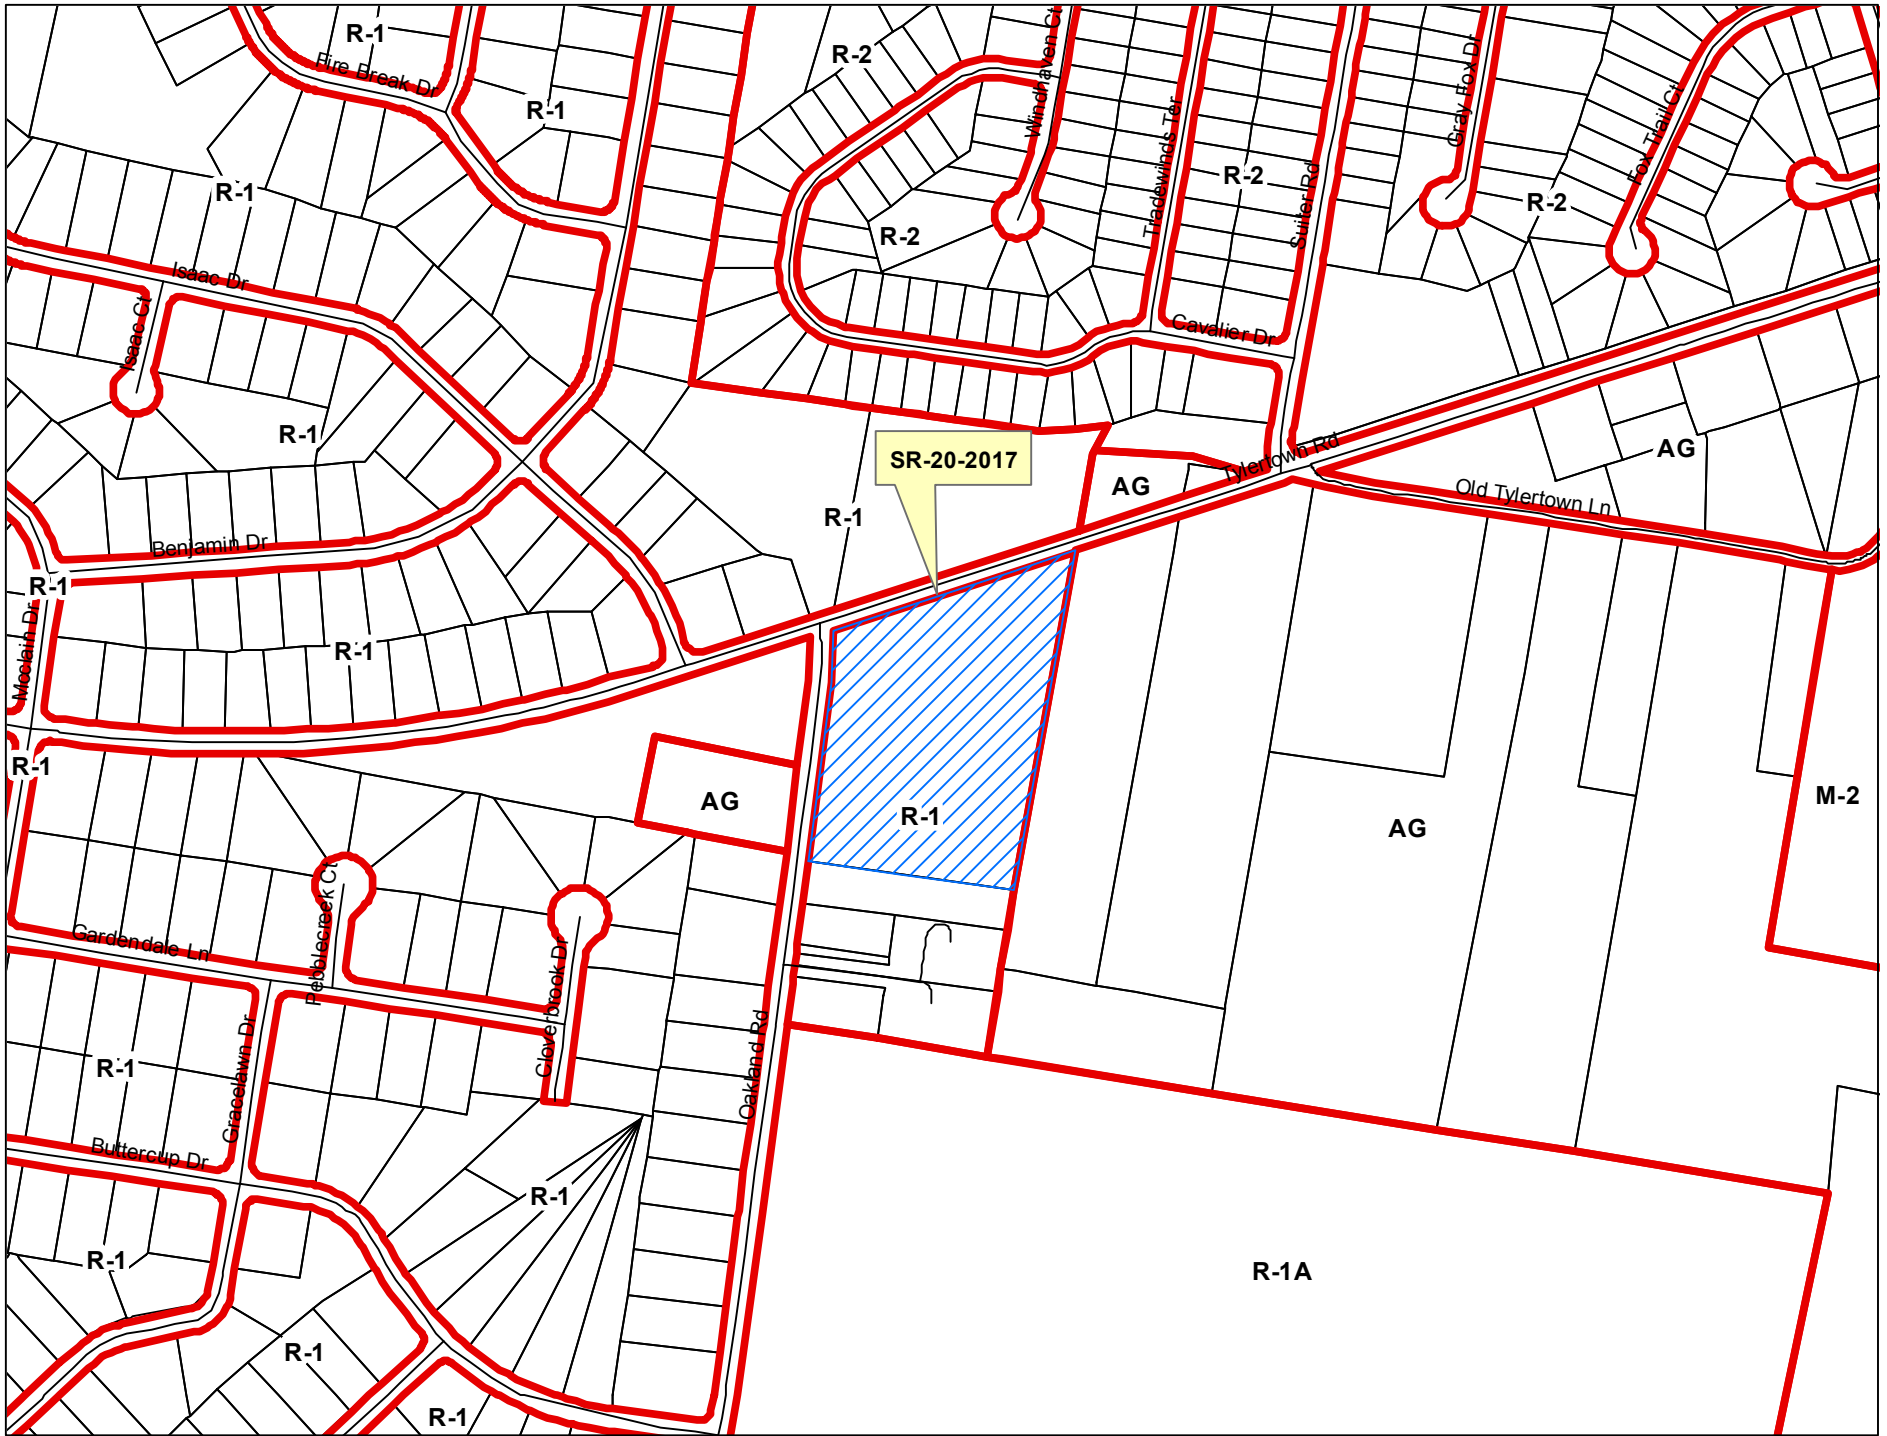 R-1
Fire Break Dr
R-1
R-2
Windhaven Ct
Tradewinds Ter
R-2
Suiter Rd
Gray Fox Dr
Fox Trail Ct
R-2
R-1
R-2
Isaac Dr
Isaac Ct
Cavalier Dr
R-1
SR-20-2017
Tylertown Rd
AG
AG
Old Tylertown Ln
R-1
Benjamin Dr
R-1
Mcclain Dr
R-1
R-1
AG
R-1
AG
M-2
Pebblecreek Ct
Gardendale Ln
Cloverbrook Dr
Gracelawn Dr
R-1
Oakland Rd
Buttercup Dr
R-1
R-1
R-1A
R-1
R-1